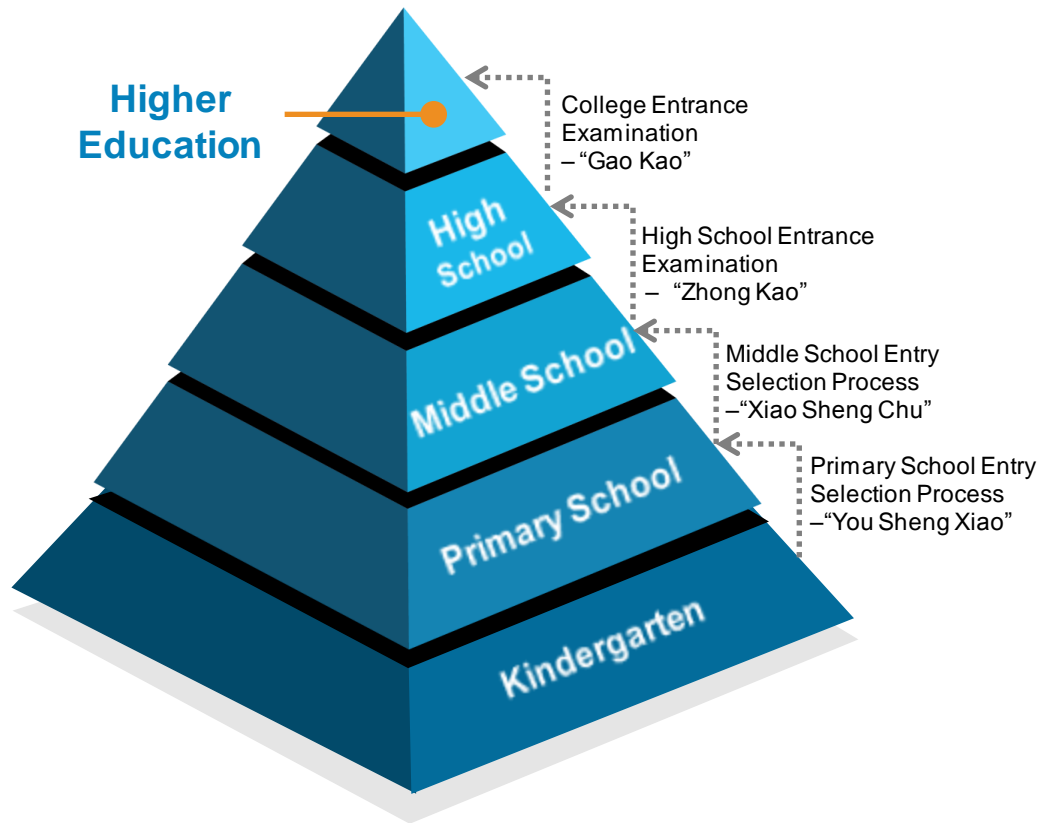 Higher
Education
College Entrance
Examination
– “Gao Kao”
High
School
High School Entrance
Examination
– “Zhong Kao”
Middle School
Middle School Entry
Selection Process
–“Xiao Sheng Chu”
Primary School
Primary School Entry
Selection Process
–“You Sheng Xiao”
Kindergarten